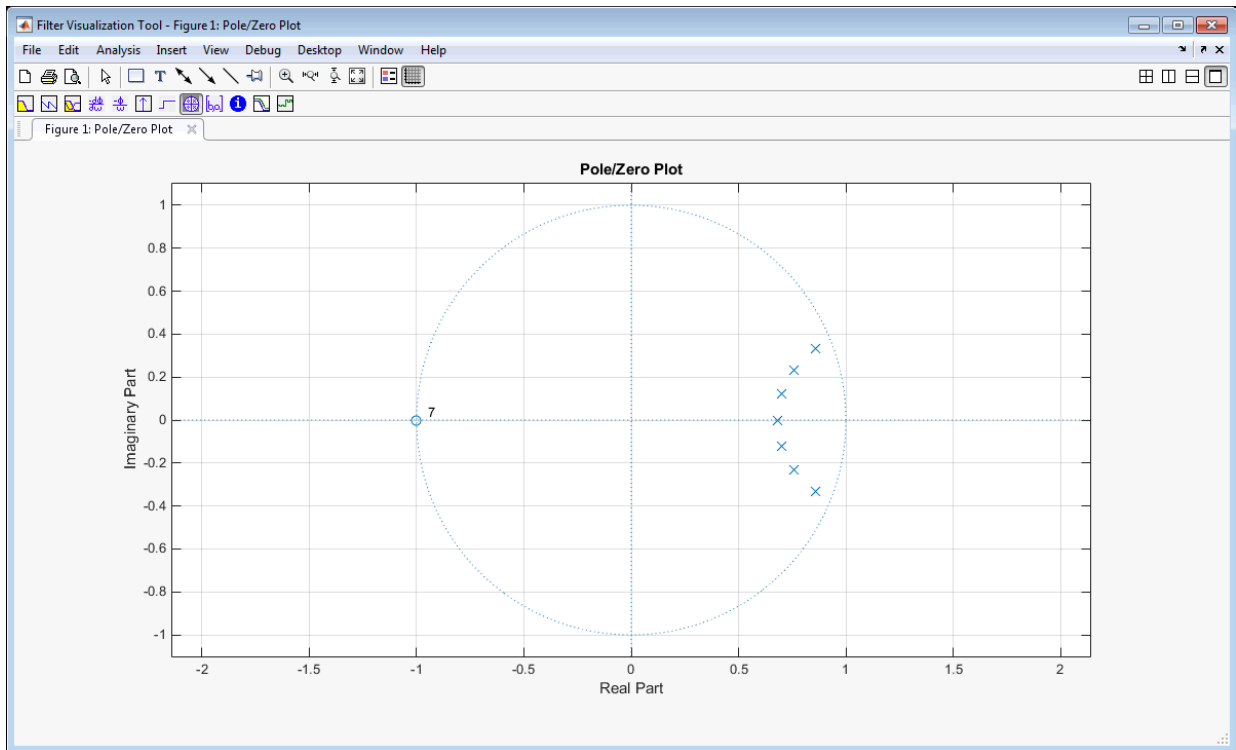 Filter Visualization Tool - Figure 1: Pole/Zero Plot
File Edit Analysis Insert View Debug Desktop Window Help
T
[b,a] i
Figure 1: Pole/Zero Plot
Pole/Zero Plot
1
0.8
0.6
0.4
0.2
0
-0.2
-0.4
-0.6
-0.8
-1
Imaginary Part
7
-2 -1.5 -1 -0.5 0 0.5 1 1.5 2
Real Part